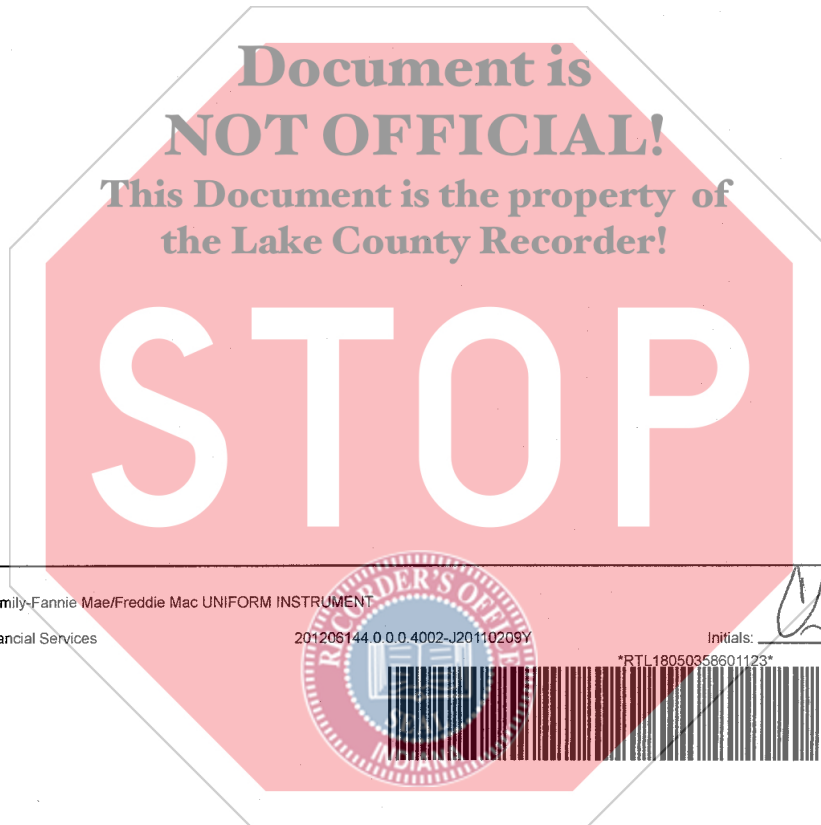 Document is
NOT OFFICIAL!
This Document is the property of
the Lake County Recorder!
STOP
mily-Fannie Mae/Freddie Mac UNIFORM INSTRUMENT
ancial Services 201206144.0.0.0.4002-J20110209Y Initials:
*RTL18050358601123*
RECORDER'S OFFICE
SEAL
INDIANA